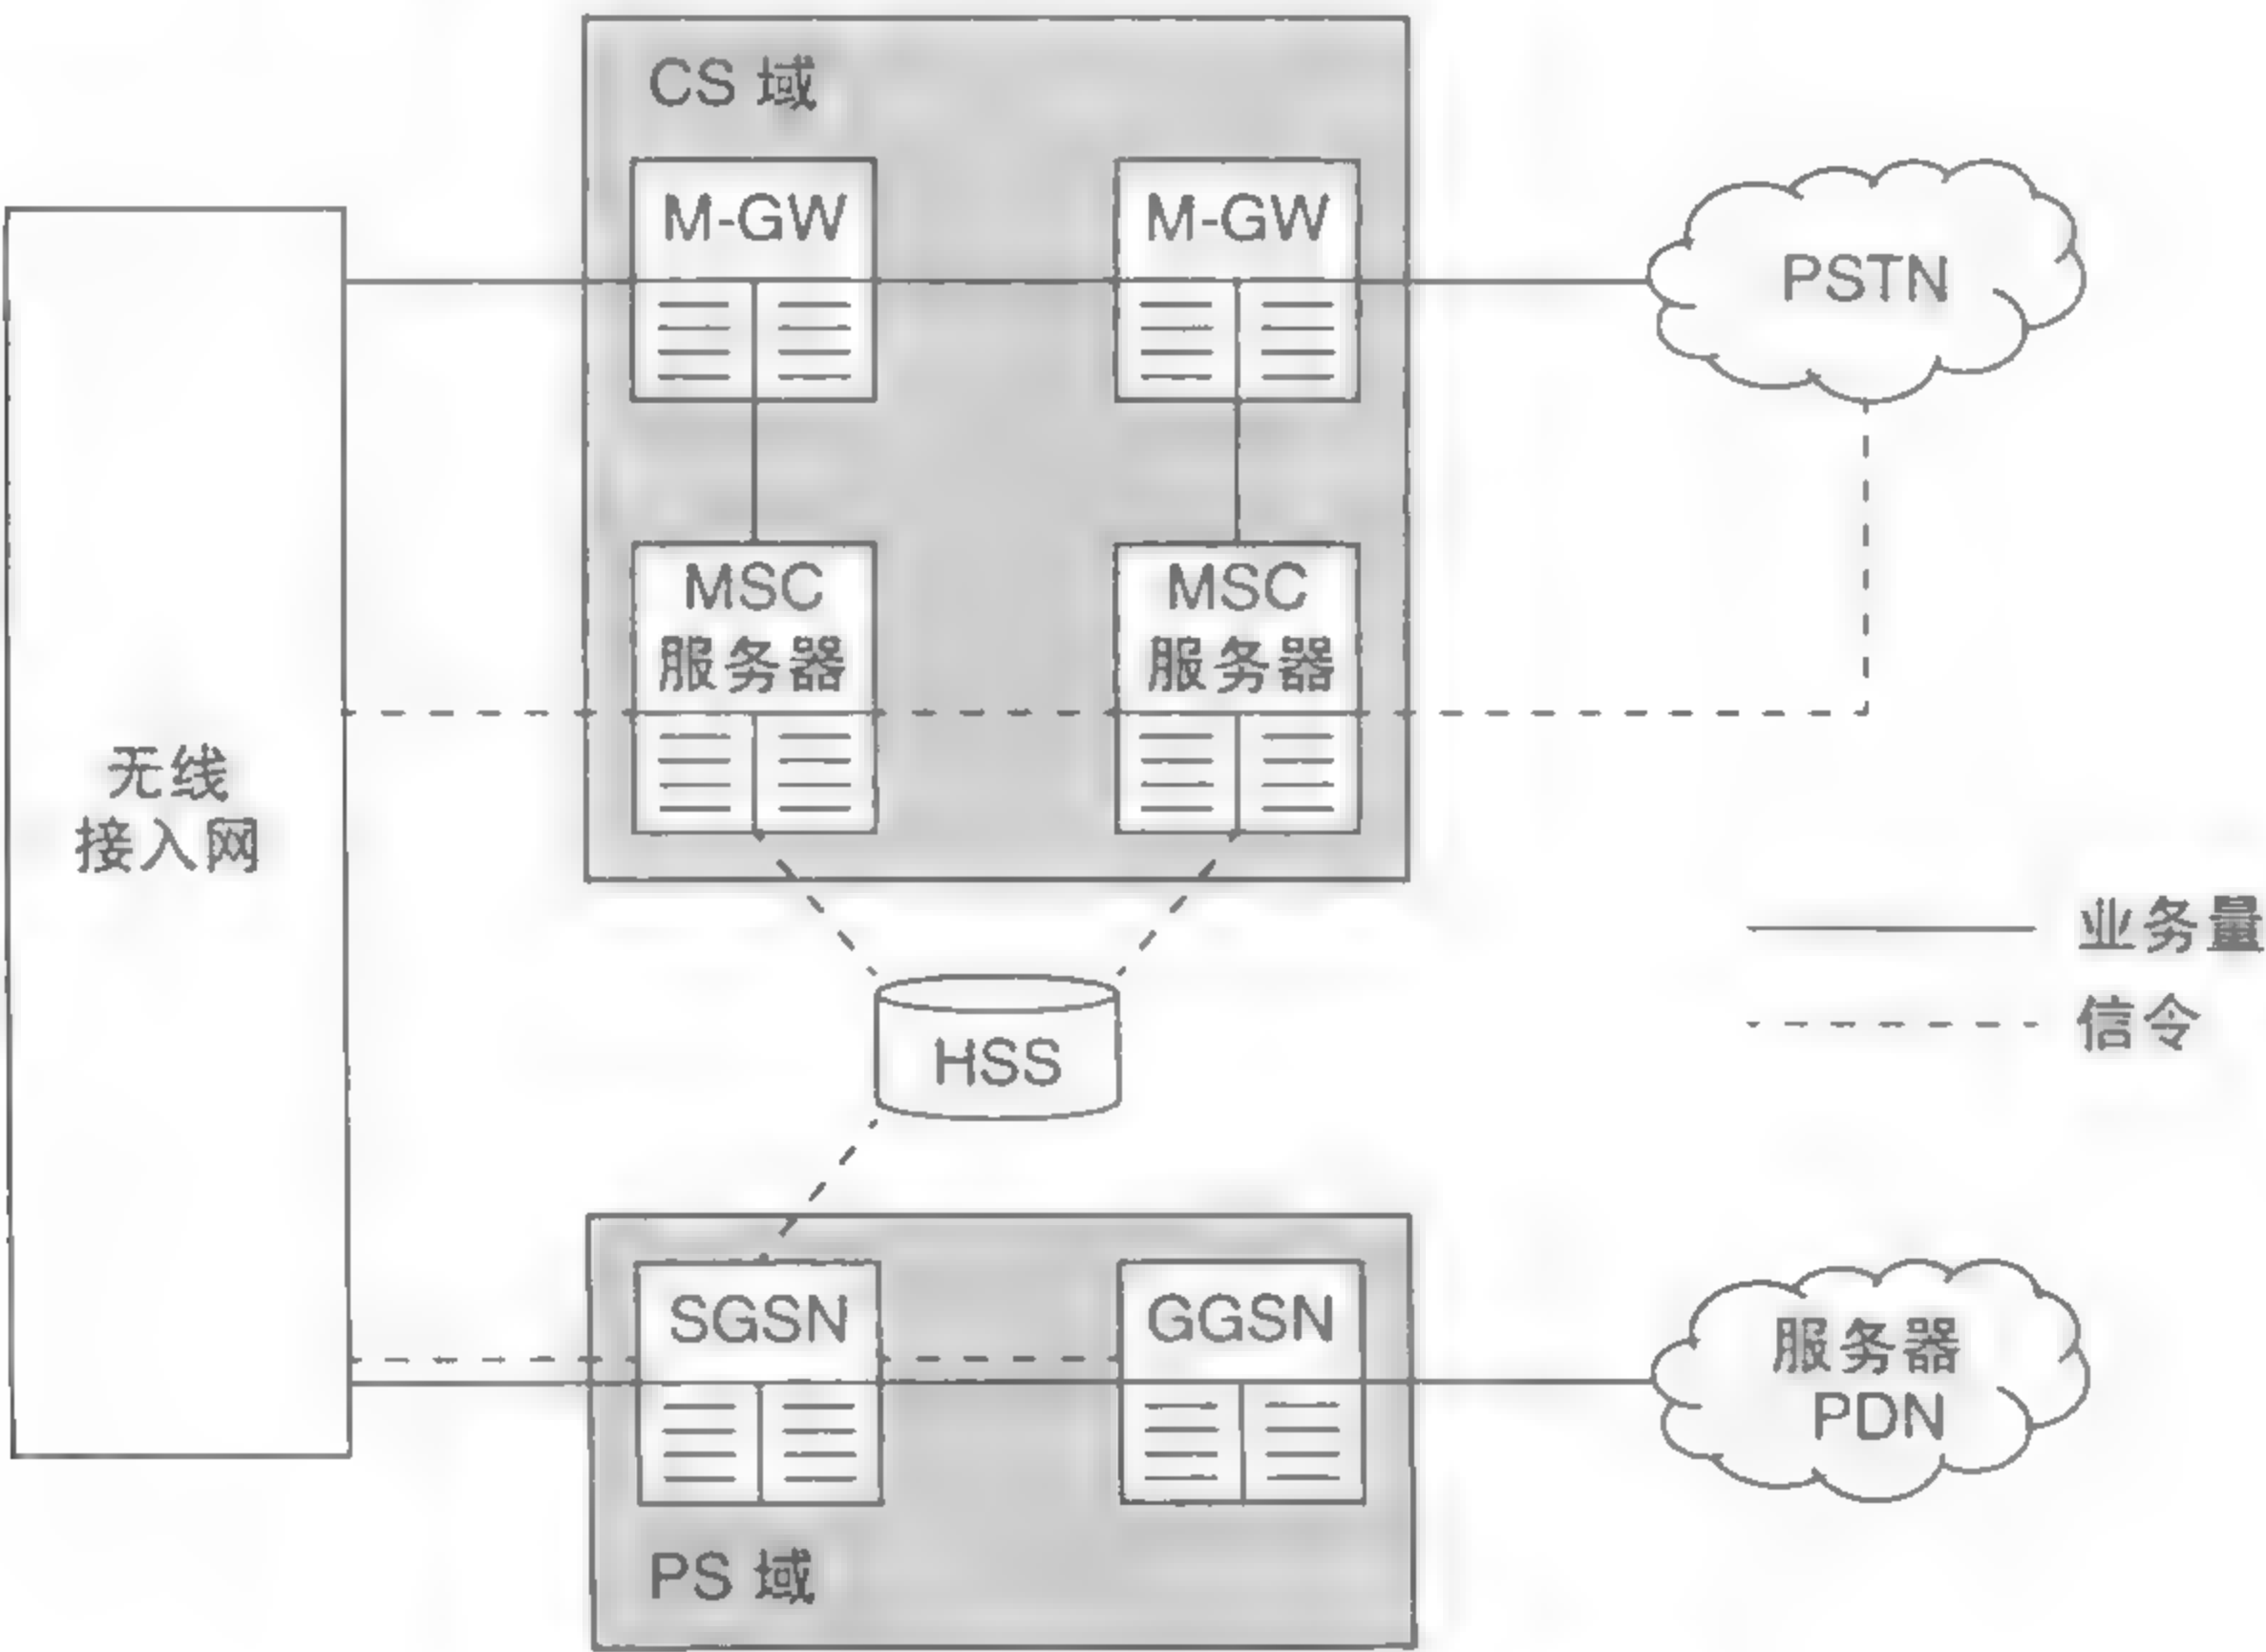 CS 域
M-GW
M-GW
PSTN
MSC
服务器
MSC
服务器
无线
接入网
业务量
信令
HSS
SGSN
GGSN
服务器
PDN
PS 域